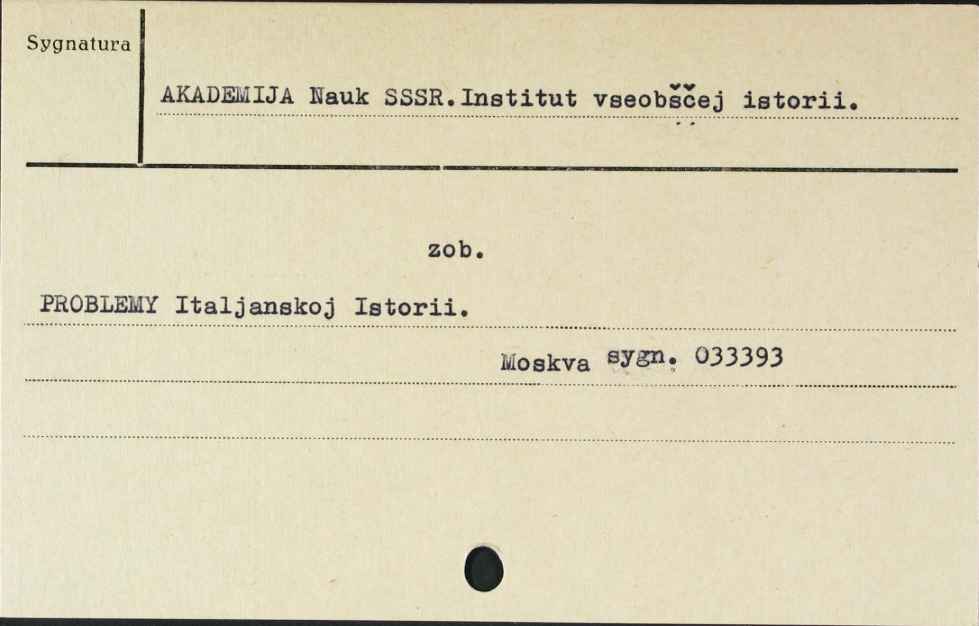 Sygnatura
AKADEMIJA Nauk SSSR.Institut vseobščej istorii.
zob.
PROBLEMY Italjanskoj Istorii.
Moskva sygn. 033393